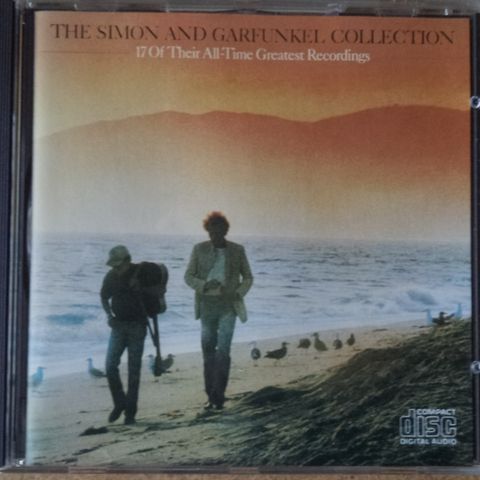 THE SIMON AND GARFUNKEL COLLECTION
17 Of Their All-Time Greatest Recordings
COMPACT
disc
DIGITAL AUDIO